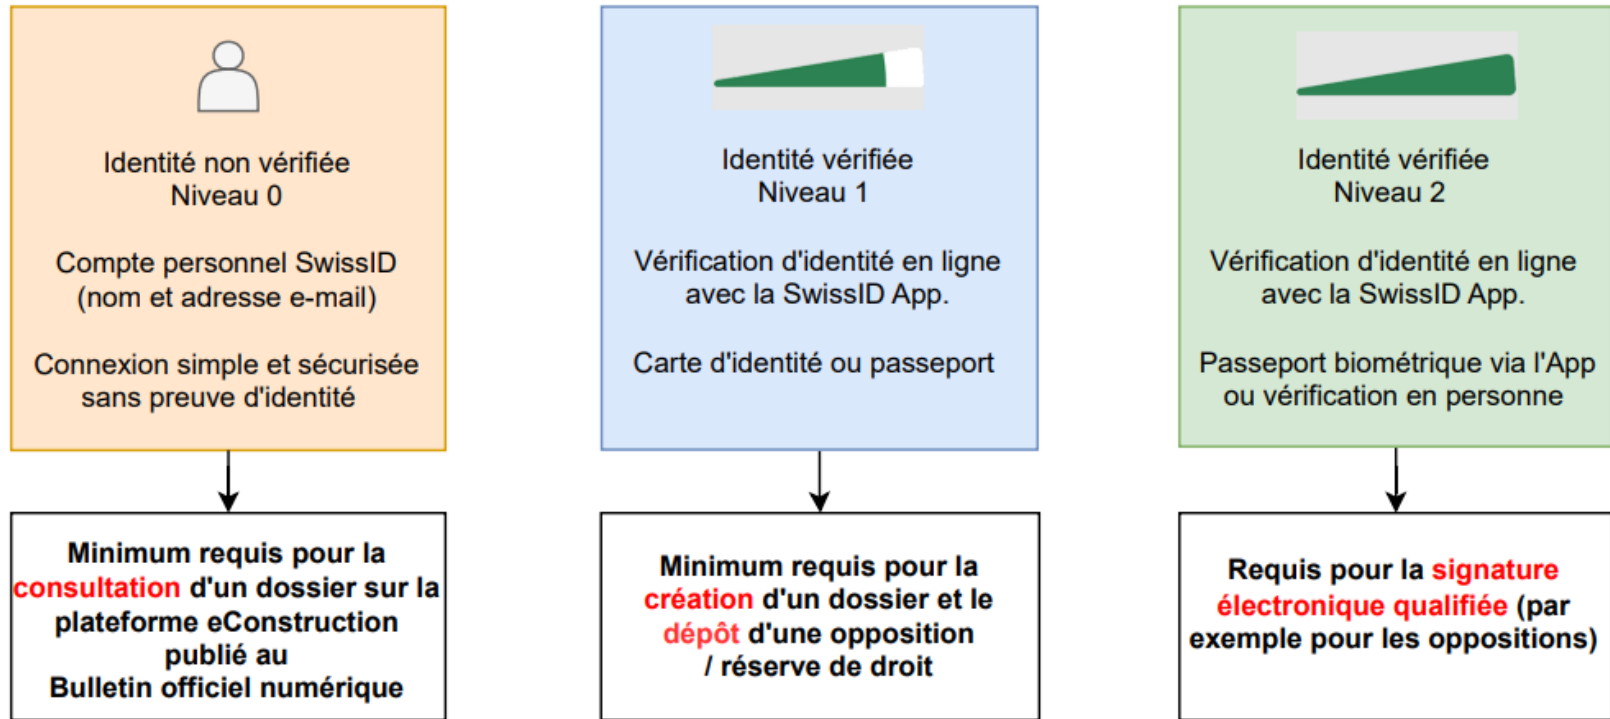 Identité non vérifiée
Niveau 0
Compte personnel SwissID
(nom et adresse e-mail)
Connexion simple et sécurisée
sans preuve d'identité
Minimum requis pour la
consultation d'un dossier sur la
plateforme eConstruction
publié au
Bulletin officiel numérique
Identité vérifiée
Niveau 1
Vérification d'identité en ligne
avec la SwissID App.
Carte d'identité ou passeport
Minimum requis pour la
création d'un dossier et le
dépôt d'une opposition
/ réserve de droit
Identité vérifiée
Niveau 2
Vérification d'identité en ligne
avec la SwissID App.
Passeport biométrique via l'App
ou vérification en personne
Requis pour la signature
électronique qualifiée (par
exemple pour les oppositions)